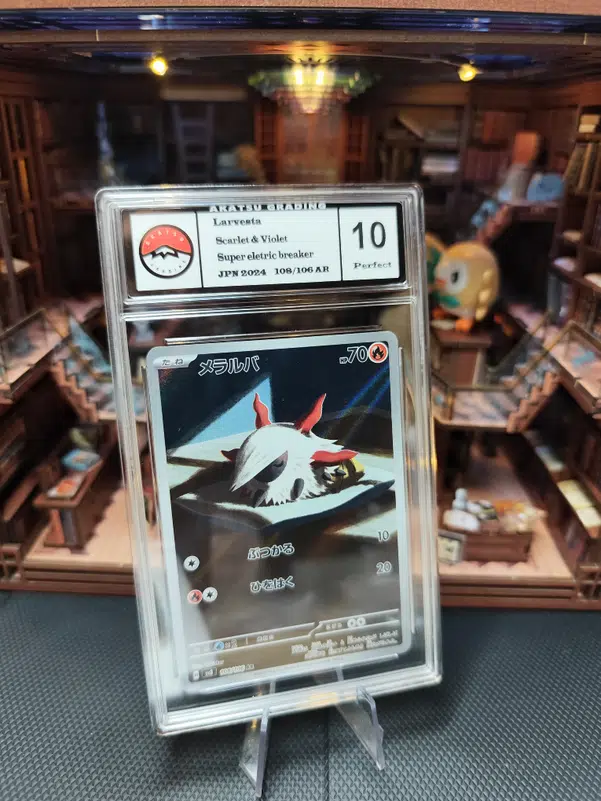 AKATSU GRADING
Larvesta
Scarlet & Violet
Super eletric breaker
JPN 2024 108/106 AR
10
Perfect
たね
メラルバ
HP70
ぶつかる 10
ひをはく 20